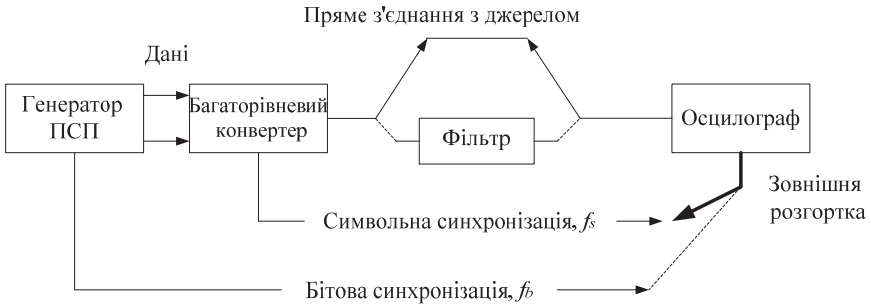 Пряме з'єднання з джерелом
Дані
Генератор
ПСП
Багаторівневий
конвертер
Фільтр
Осцилограф
Зовнішня
розгортка
Символьна синхронізація, fs
Бітова синхронізація, fb